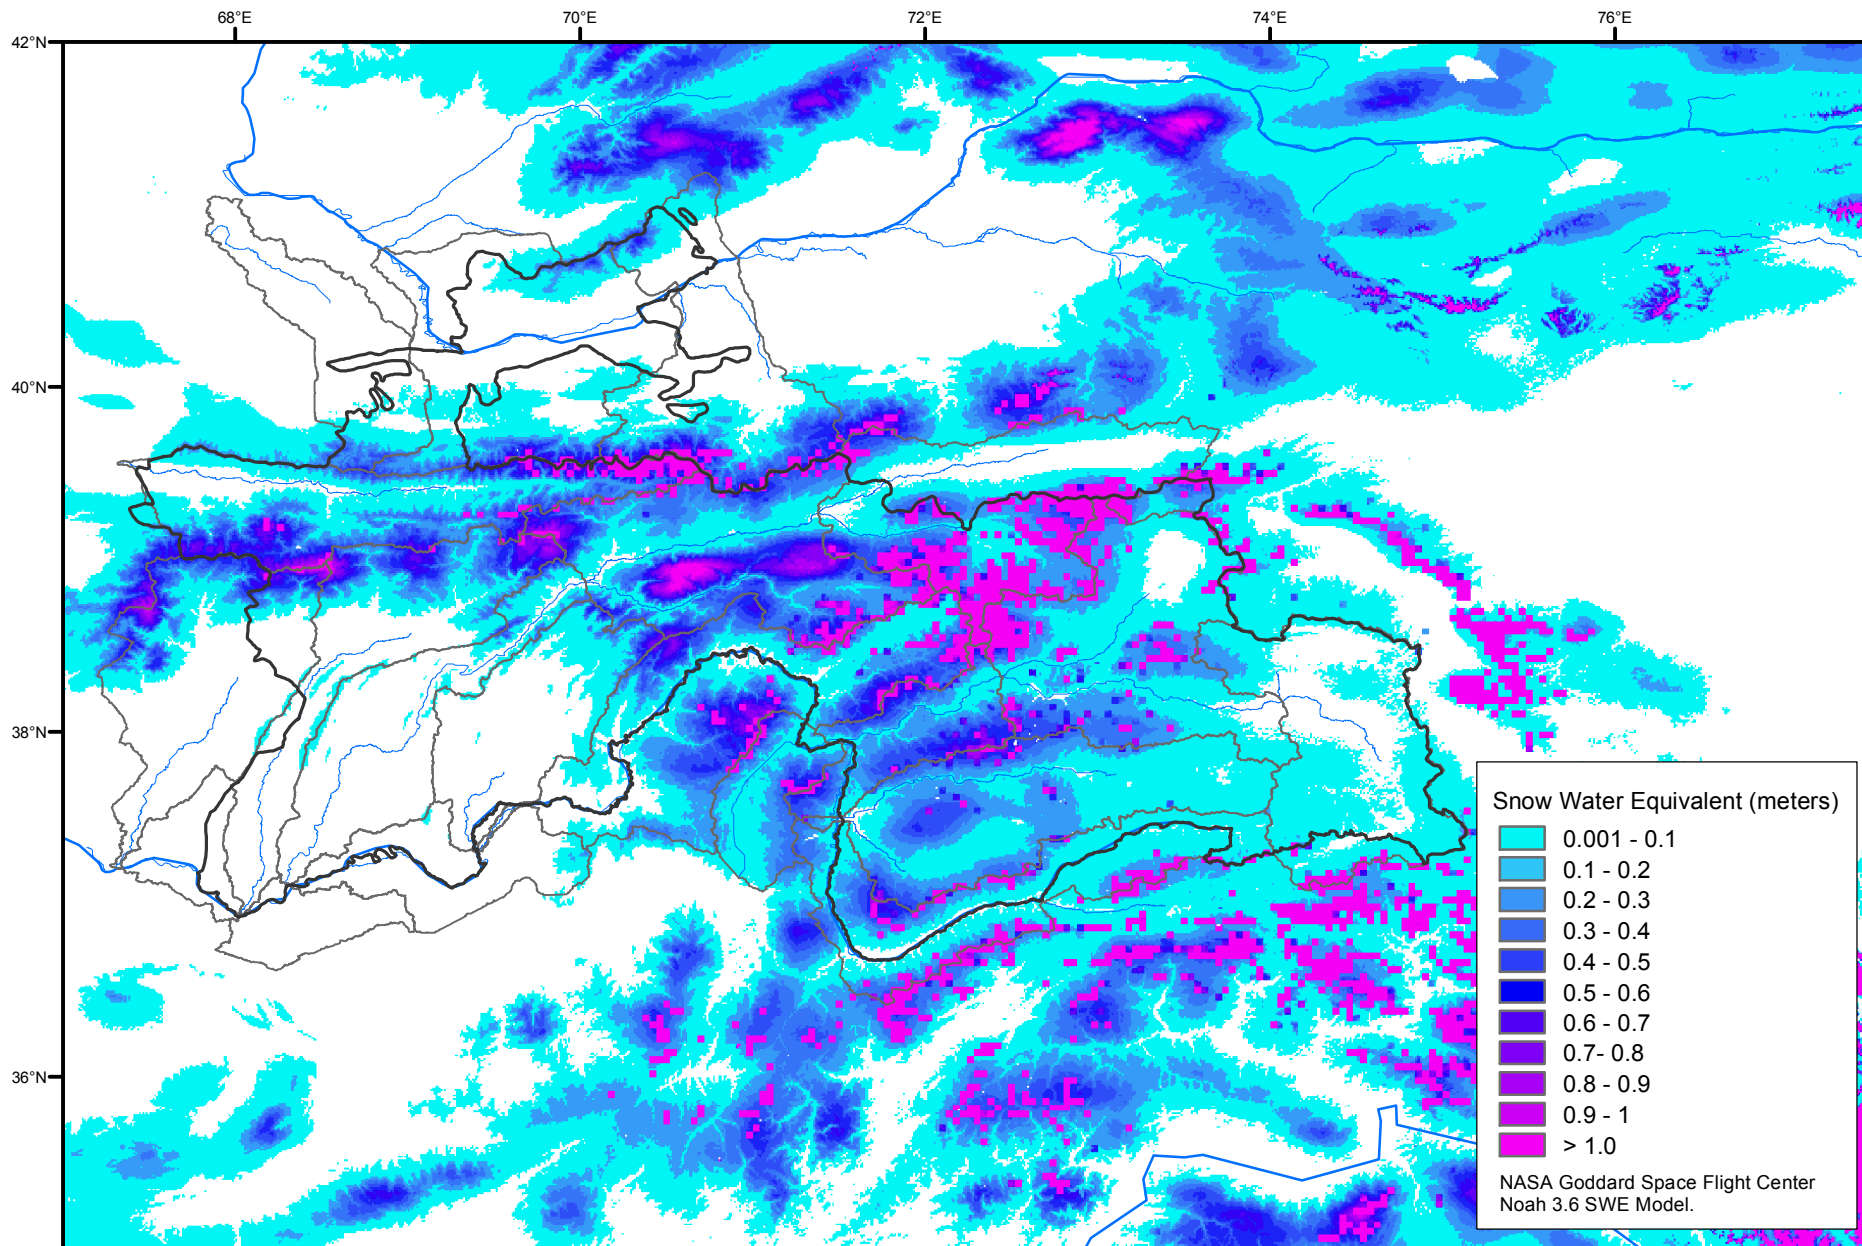 68°E 70°E 72°E 74°E 76°E
42°N
40°N
38°N
36°N
Snow Water Equivalent (meters)
0.001 - 0.1
0.1 - 0.2
0.2 - 0.3
0.3 - 0.4
0.4 - 0.5
0.5 - 0.6
0.6 - 0.7
0.7- 0.8
0.8 - 0.9
0.9 - 1
> 1.0
NASA Goddard Space Flight Center
Noah 3.6 SWE Model.